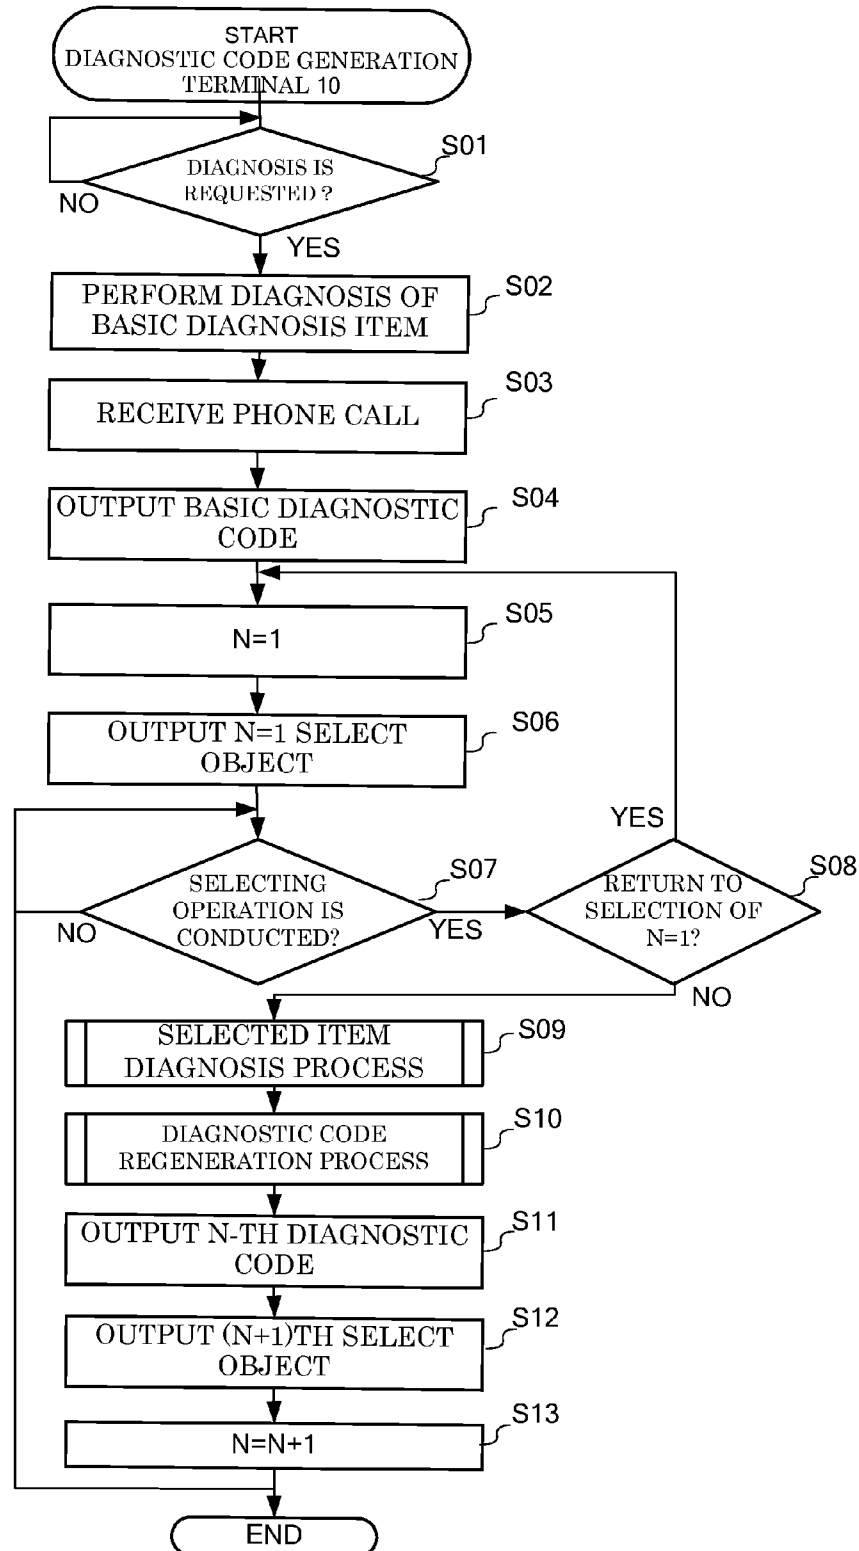 START
DIAGNOSTIC CODE GENERATION
TERMINAL 10
S01
DIAGNOSIS IS
REQUESTED ?
NO
YES
S02
PERFORM DIAGNOSIS OF
BASIC DIAGNOSIS ITEM
S03
RECEIVE PHONE CALL
S04
OUTPUT BASIC DIAGNOSTIC
CODE
S05
N=1
S06
OUTPUT N=1 SELECT
OBJECT
YES
S07
SELECTING
OPERATION IS
CONDUCTED?
NO
YES
S08
RETURN TO
SELECTION OF
N=1?
NO
S09
SELECTED ITEM
DIAGNOSIS PROCESS
S10
DIAGNOSTIC CODE
REGENERATION PROCESS
S11
OUTPUT N-TH DIAGNOSTIC
CODE
S12
OUTPUT (N+1)TH SELECT
OBJECT
S13
N=N+1
END